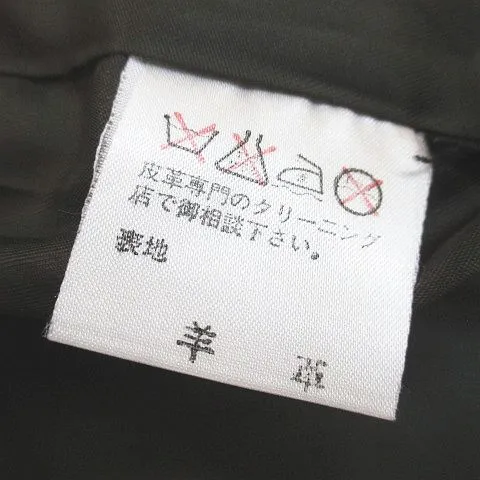 皮革専門のクリーニング
店で御相談下さい。
表地
羊 革